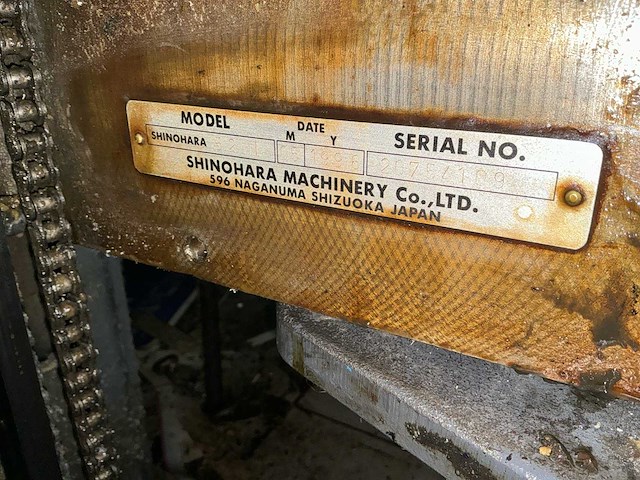 MODEL DATE SERIAL NO.
M Y
SHINOHARA
SHINOHARA MACHINERY Co.,LTD.
596 NAGANUMA SHIZUOKA JAPAN